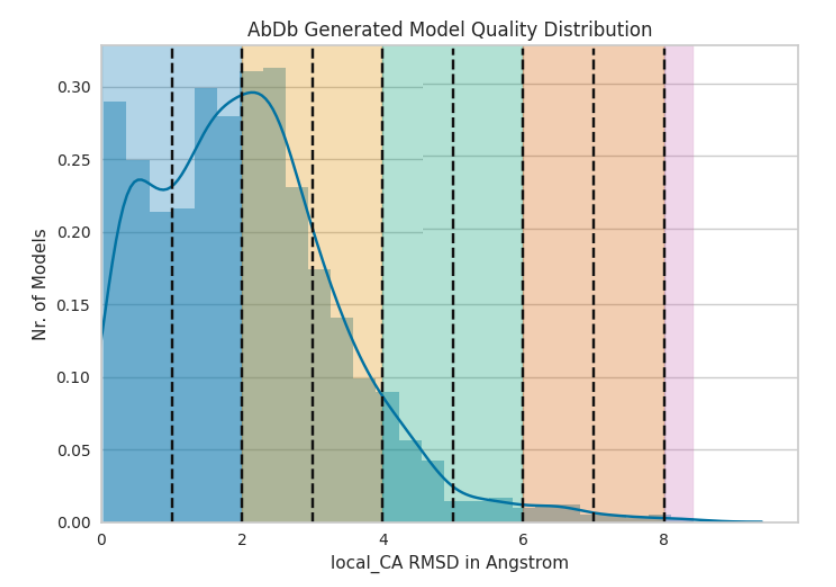 AbDb Generated Model Quality Distribution
Nr. of Models
0.30
0.25
0.20
0.15
0.10
0.05
0.00
0 2 4 6 8
local_CA RMSD in Angstrom